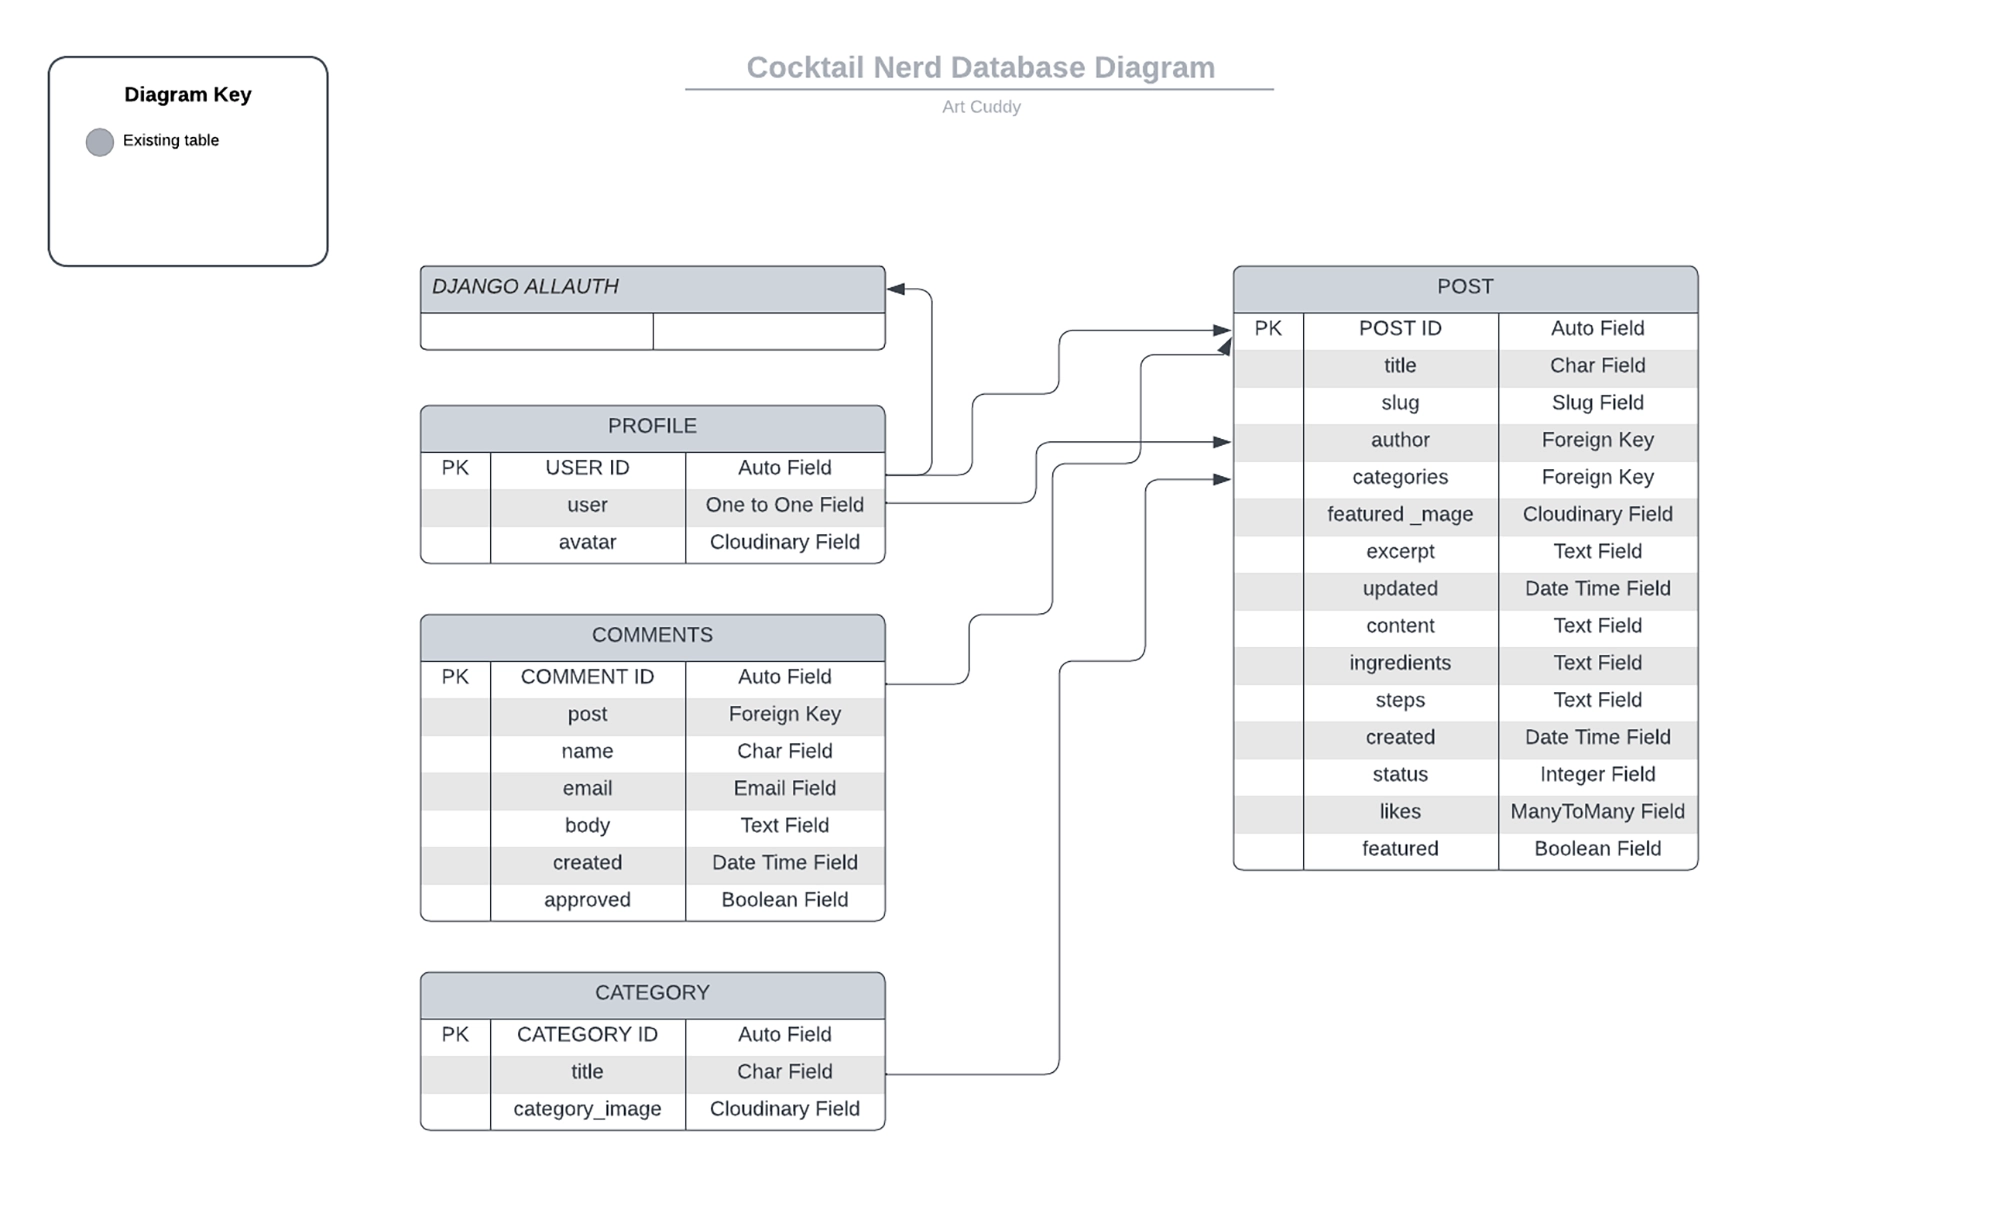 Cocktail Nerd Database Diagram
Art Cuddy
Diagram Key
Existing table
DJANGO ALLAUTH
PROFILE
PK USER ID Auto Field
user One to One Field
avatar Cloudinary Field
COMMENTS
PK COMMENT ID Auto Field
post Foreign Key
name Char Field
email Email Field
body Text Field
created Date Time Field
approved Boolean Field
CATEGORY
PK CATEGORY ID Auto Field
title Char Field
category_image Cloudinary Field
POST
PK POST ID Auto Field
title Char Field
slug Slug Field
author Foreign Key
categories Foreign Key
featured _mage Cloudinary Field
excerpt Text Field
updated Date Time Field
content Text Field
ingredients Text Field
steps Text Field
created Date Time Field
status Integer Field
likes ManyToMany Field
featured Boolean Field